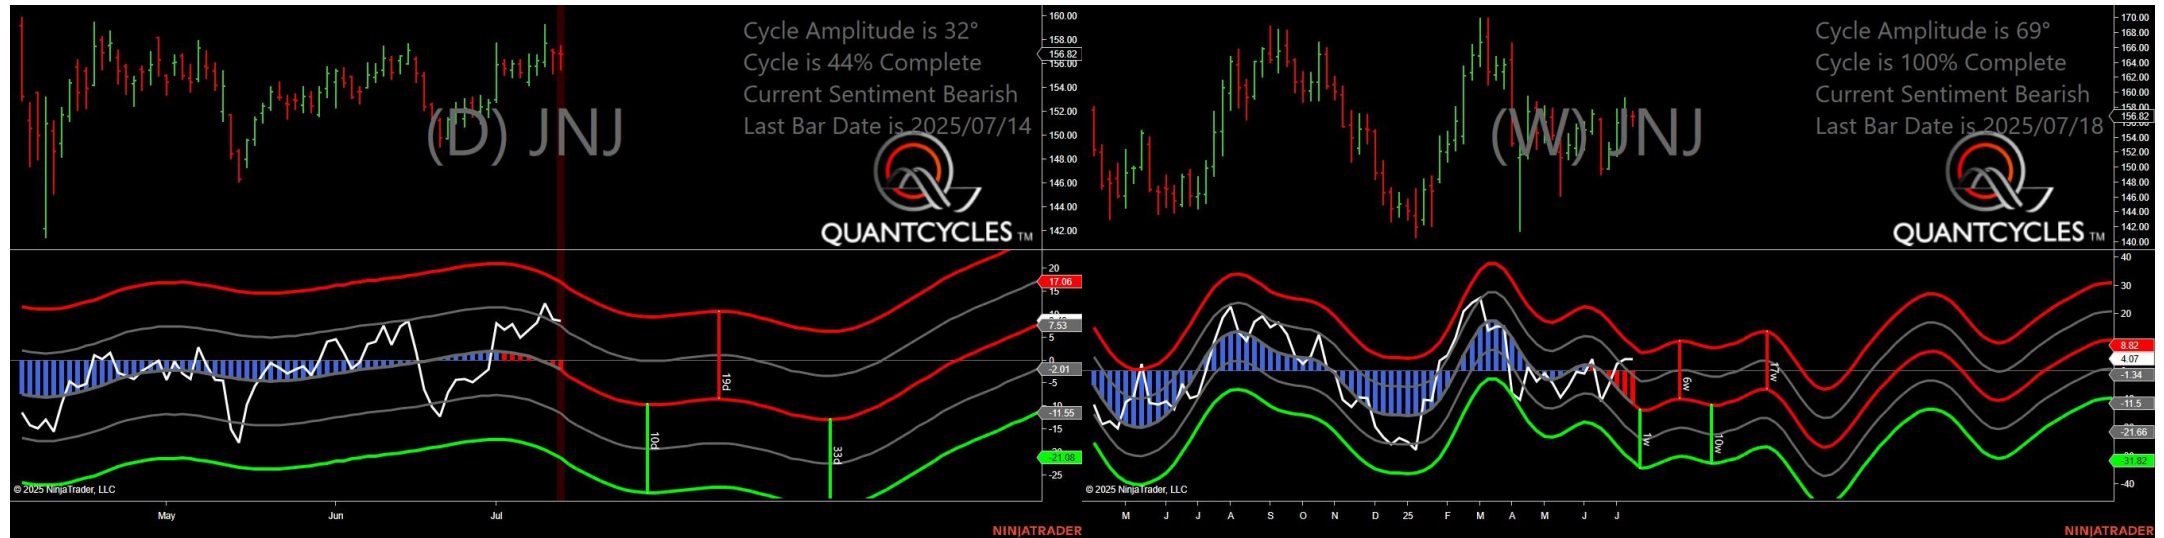 Cycle Amplitude is 32°
Cycle is 44% Complete
Current Sentiment Bearish
Last Bar Date is 2025/07/14
(D) JNJ
QUANTCYCLES TM
160.00
158.00
156.82
156.00
154.00
152.00
150.00
148.00
146.00
144.00
142.00
20
17.06
15
7.53
5
0
-2.01
-5
-11.55
-15
-21.08
-25
10d
19d
33d
© 2025 NinjaTrader, LLC
May
Jun
Jul
NINJATRADER
Cycle Amplitude is 69°
Cycle is 100% Complete
Current Sentiment Bearish
Last Bar Date is 2025/07/18
(W) JNJ
QUANTCYCLES TM
170.00
168.00
166.00
164.00
162.00
160.00
158.00
156.82
154.00
152.00
150.00
148.00
146.00
144.00
142.00
140.00
40
30
20
8.82
4.07
-1.34
-11.5
-21.66
-31.82
-40
1w
6w
10w
17w
© 2025 NinjaTrader, LLC
M
J
J
A
S
O
N
D
25
F
M
A
M
J
J
NINJATRADER